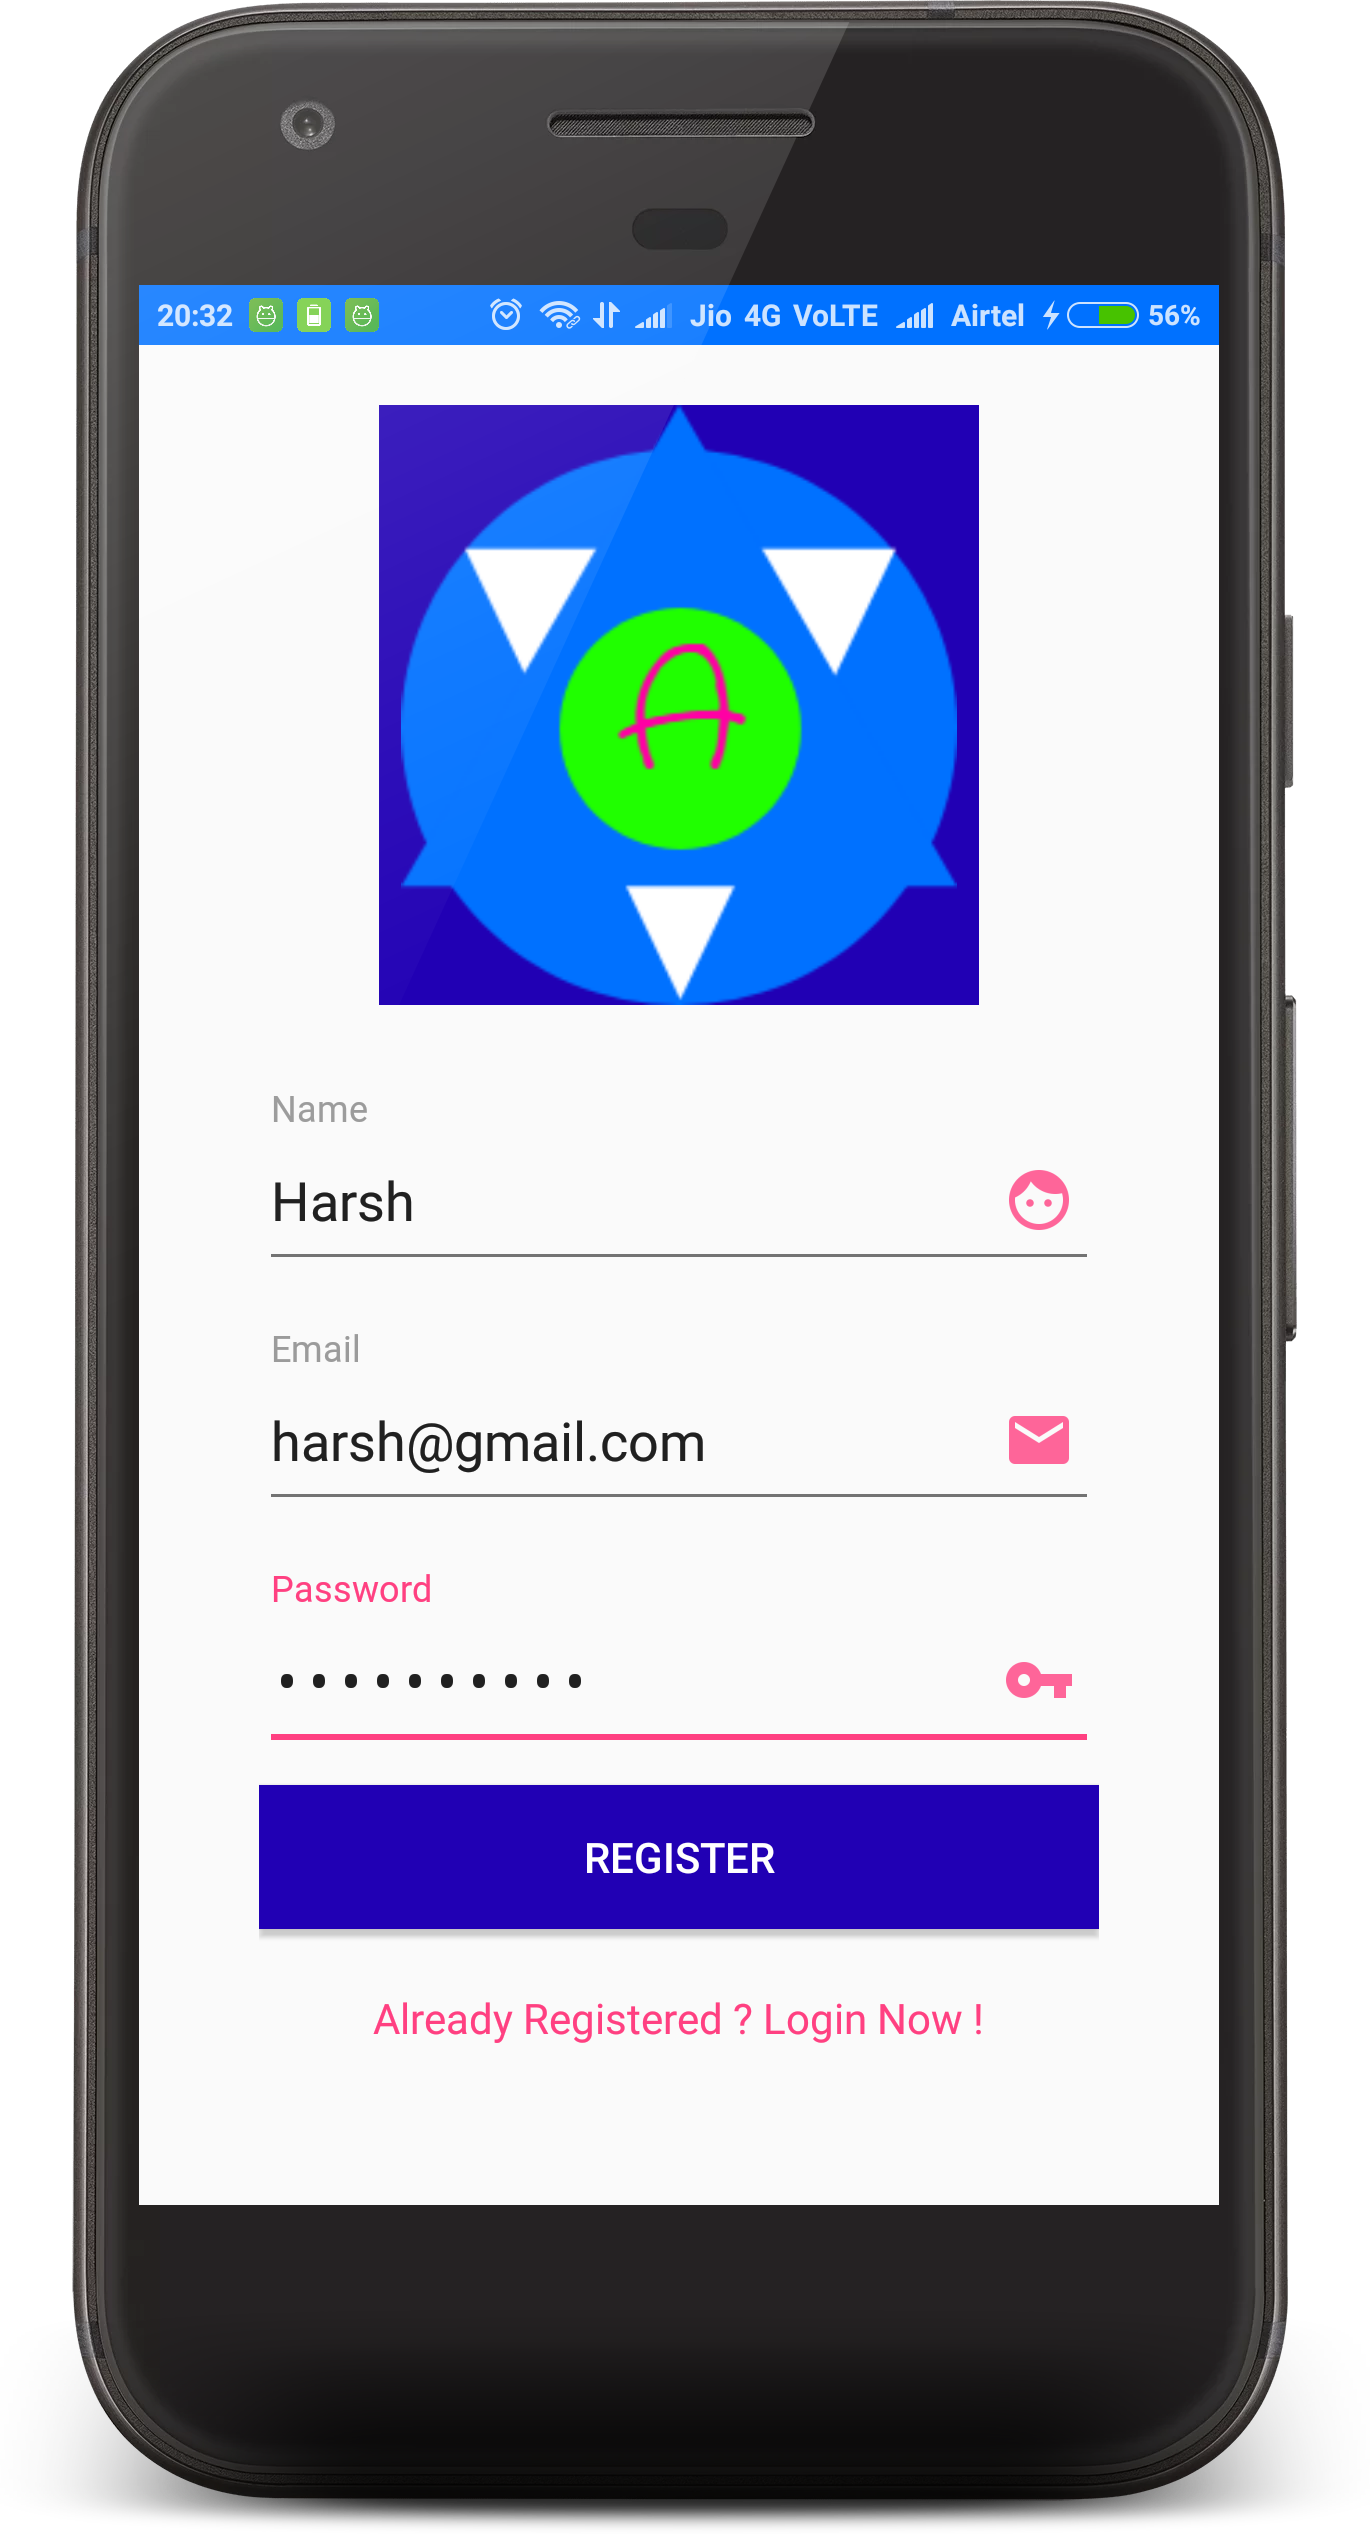 20:32 Jio 4G VoLTE Airtel 56%
A
Name
Harsh
Email
harsh@gmail.com
Password
••••••••••
REGISTER
Already Registered ? Login Now !